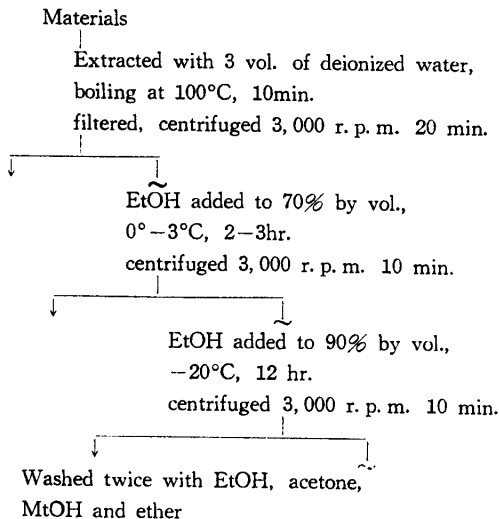 Materials
Extracted with 3 vol. of deionized water,
boiling at 100°C, 10min.
filtered, centrifuged 3,000 r. p. m. 20 min.
EtOH added to 70% by vol.,
0°−3°C, 2−3hr.
centrifuged 3,000 r. p. m. 10 min.
EtOH added to 90% by vol.,
−20°C, 12 hr.
centrifuged 3,000 r. p. m. 10 min.
Washed twice with EtOH, acetone,
MtOH and ether